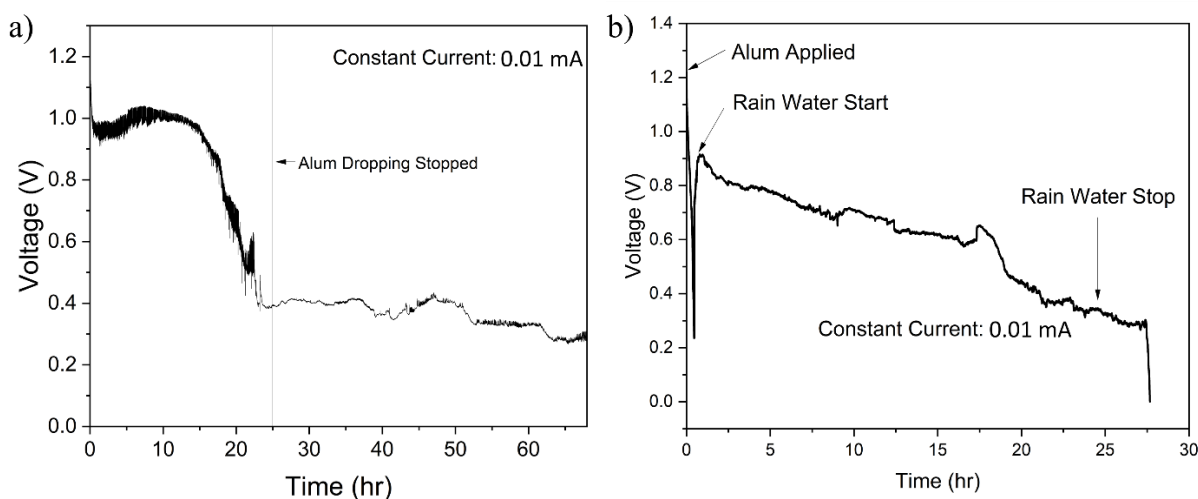 a)
Constant Current: 0.01 mA
Alum Dropping Stopped
Voltage (V)
1.2
1.0
0.8
0.6
0.4
0.2
0.0
0 10 20 30 40 50 60
Time (hr)
b)
Alum Applied
Rain Water Start
Rain Water Stop
Constant Current: 0.01 mA
Voltage (V)
1.4
1.2
1.0
0.8
0.6
0.4
0.2
0.0
0 5 10 15 20 25 30
Time (hr)